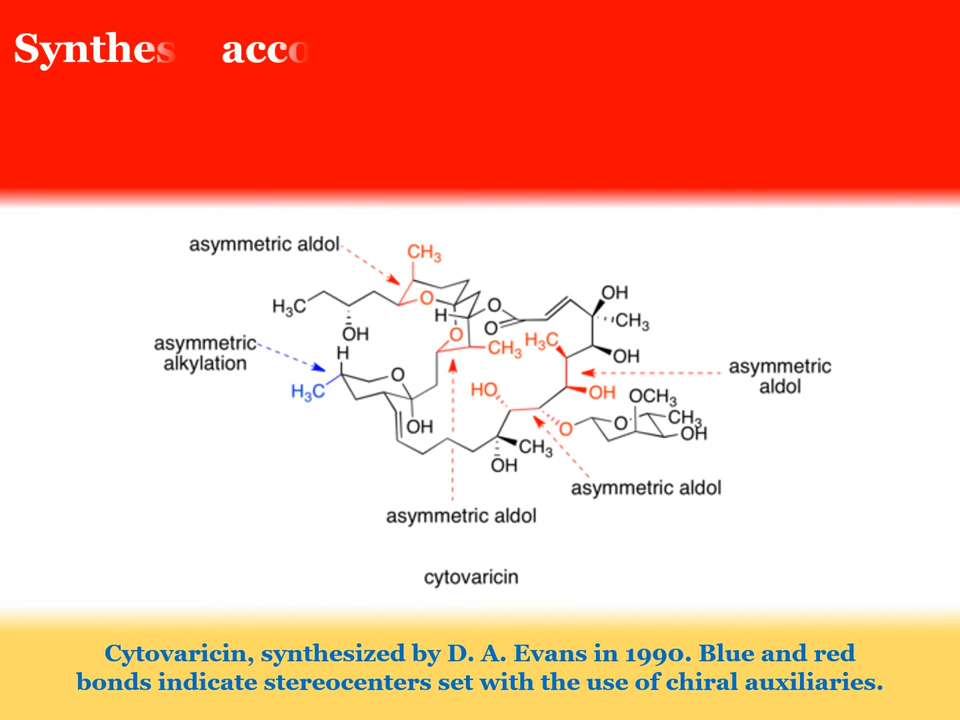 asymmetric aldol
CH₃
H₃C
OH
H
O
O
O
OH
CH₃
asymmetric
alkylation
OH
H
O
CH₃
H₃C
OH
asymmetric
aldol
H₃C
O
HO
OH
OCH₃
OH
O
O
CH₃
OH
CH₃
OH
asymmetric aldol
asymmetric aldol
cytovaricin
Cytovaricin, synthesized by D. A. Evans in 1990. Blue and red
bonds indicate stereocenters set with the use of chiral auxiliaries.